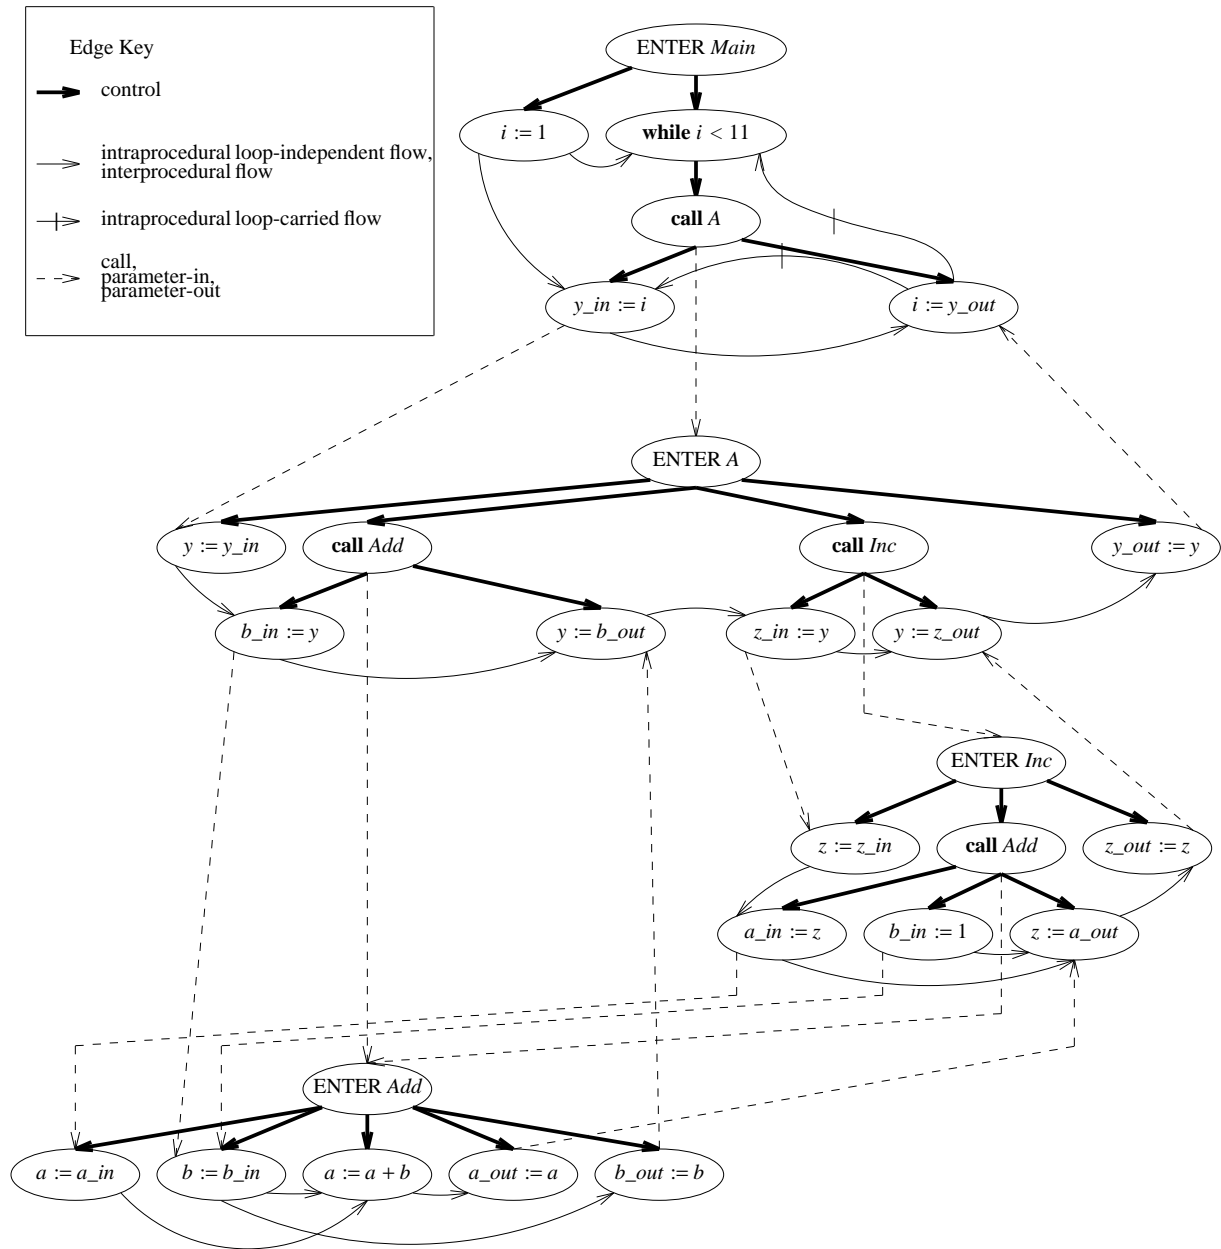 Edge Key
control
intraprocedural loop-independent flow,
interprocedural flow
intraprocedural loop-carried flow
call,
parameter-in,
parameter-out
ENTER Main
i := 1
while i < 11
call A
y_in := i
i := y_out
ENTER A
y := y_in
call Add
call Inc
y_out := y
b_in := y
y := b_out
z_in := y
y := z_out
ENTER Inc
z := z_in
call Add
z_out := z
a_in := z
b_in := 1
z := a_out
ENTER Add
a := a_in
b := b_in
a := a + b
a_out := a
b_out := b